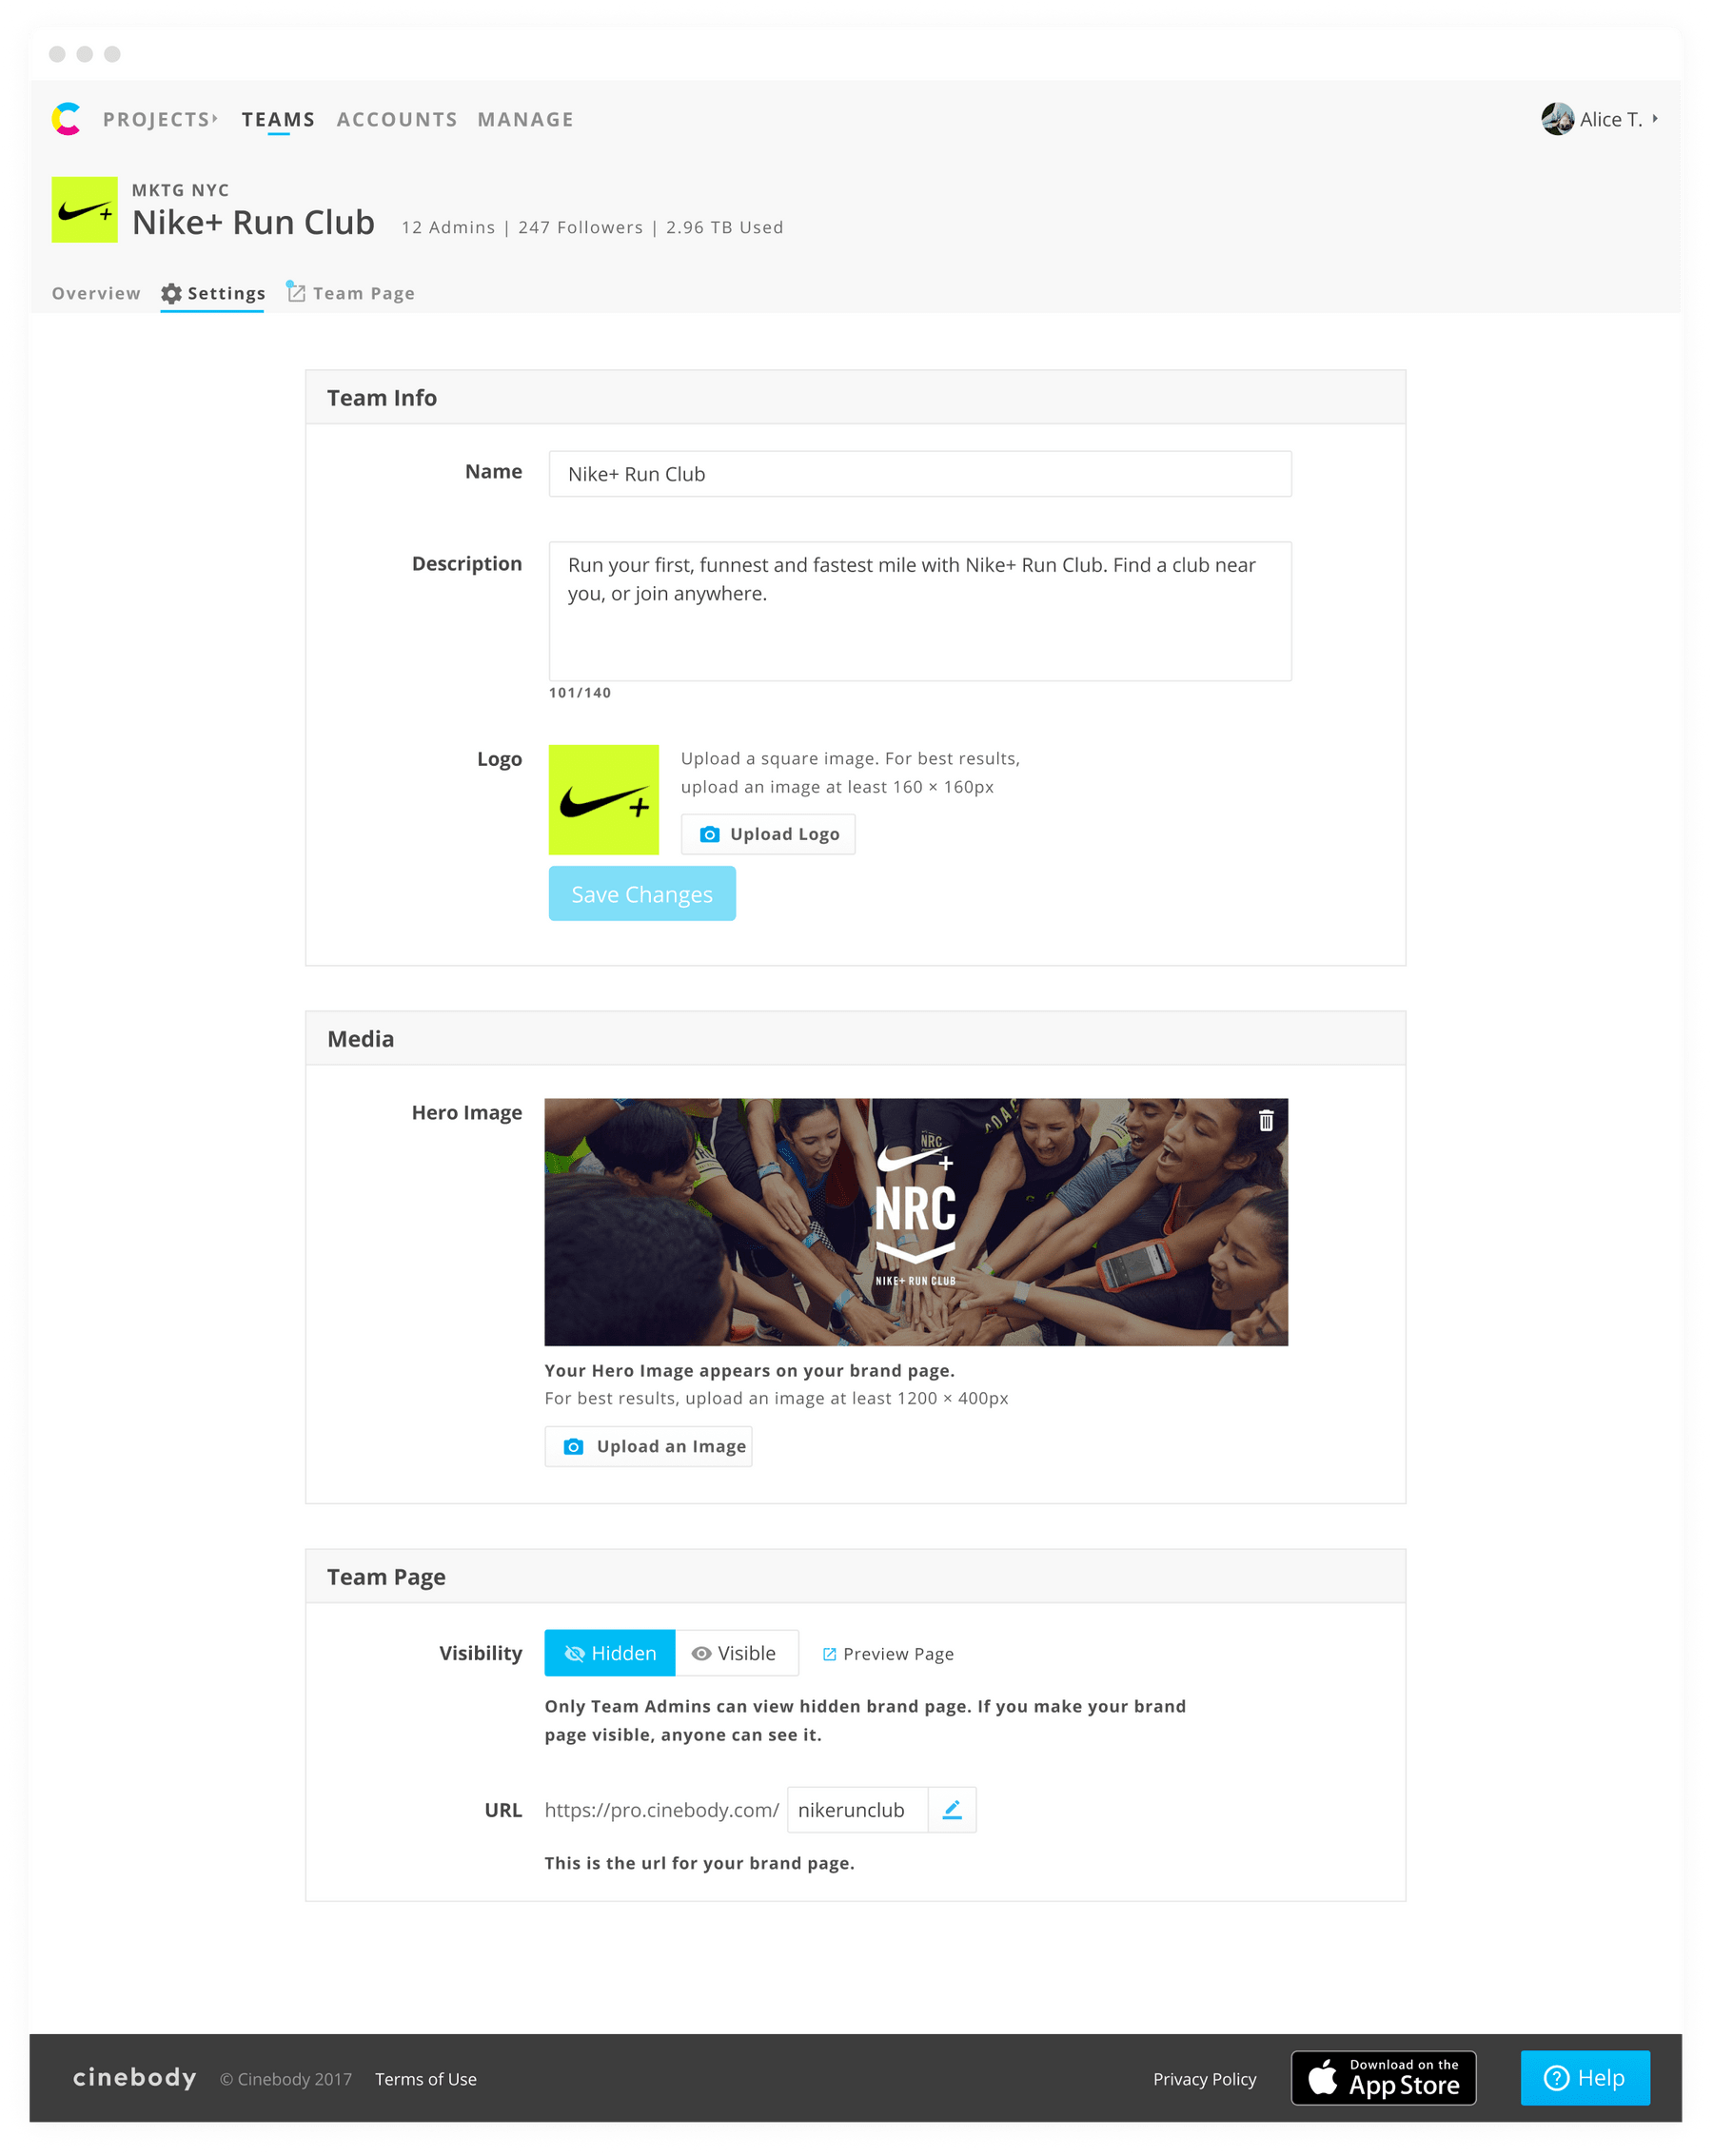 PROJECTS
TEAMS
ACCOUNTS
MANAGE
Alice T.
MKTG NYC
Nike+ Run Club
12 Admins | 247 Followers | 2.96 TB Used
Overview
Settings
Team Page
Team Info
Name
Nike+ Run Club
Description
Run your first, funnest and fastest mile with Nike+ Run Club. Find a club near
you, or join anywhere.
101/140
Logo
Upload a square image. For best results,
upload an image at least 160 × 160px
Upload Logo
Save Changes
Media
Hero Image
COAC
NRC
NRC
NIKE+ RUN CLUB
Your Hero Image appears on your brand page.
For best results, upload an image at least 1200 × 400px
Upload an Image
Team Page
Visibility
Hidden
Visible
Preview Page
Only Team Admins can view hidden brand page. If you make your brand
page visible, anyone can see it.
URL
https://pro.cinebody.com/
nikerunclub
This is the url for your brand page.
cinebody
© Cinebody 2017
Terms of Use
Privacy Policy
Download on the
App Store
Help